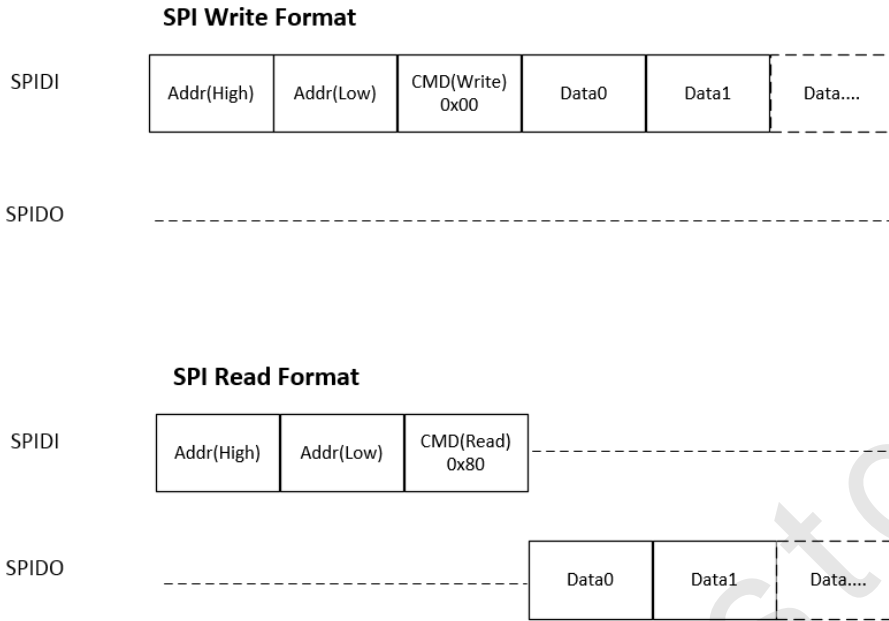 SPI Write Format
SPIDI
Addr(High) Addr(Low) CMD(Write) 0x00 Data0 Data1 Data....
SPIDO
SPI Read Format
SPIDI
Addr(High) Addr(Low) CMD(Read) 0x80
SPIDO
Data0 Data1 Data....